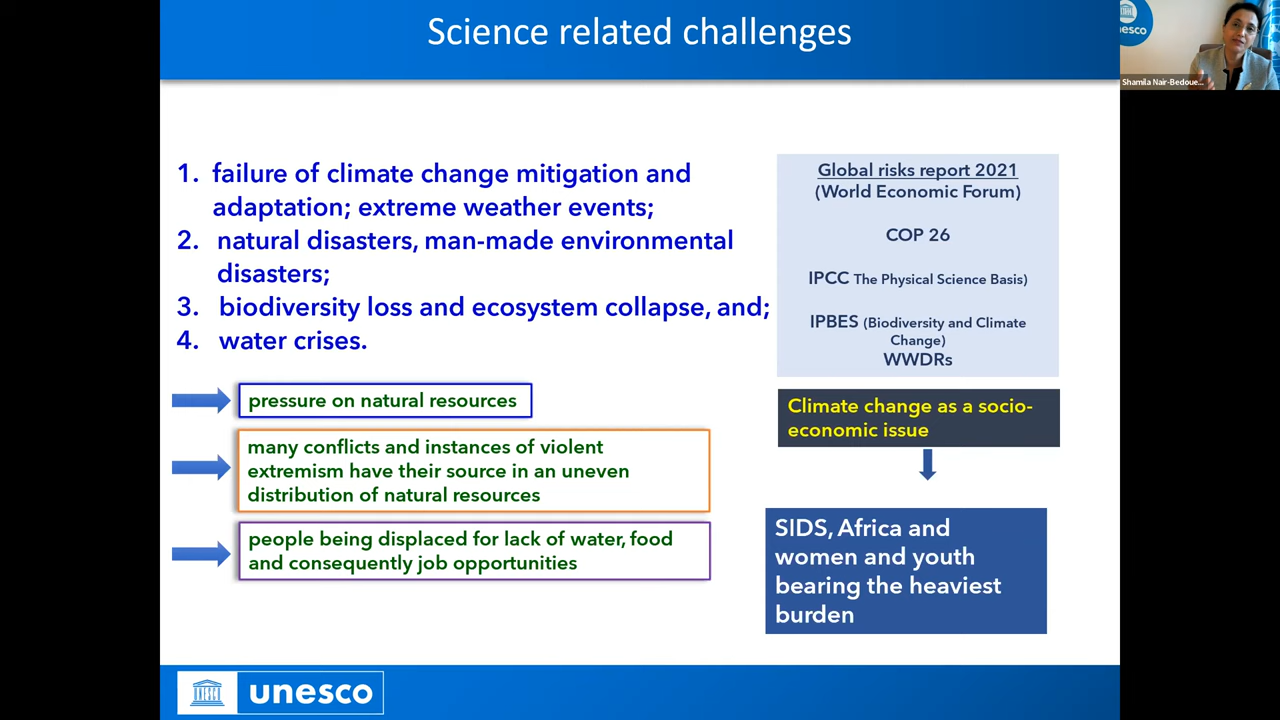 Science related challenges
1. failure of climate change mitigation and
adaptation; extreme weather events;
2. natural disasters, man-made environmental
disasters;
3. biodiversity loss and ecosystem collapse, and;
4. water crises.
pressure on natural resources
many conflicts and instances of violent
extremism have their source in an uneven
distribution of natural resources
people being displaced for lack of water, food
and consequently job opportunities
Global risks report 2021
(World Economic Forum)
COP 26
IPCC The Physical Science Basis)
IPBES (Biodiversity and Climate
Change)
WWDRs
Climate change as a socio-
economic issue
SIDS, Africa and
women and youth
bearing the heaviest
burden
unesco
nesco
Shamila Nair-Bedoue...